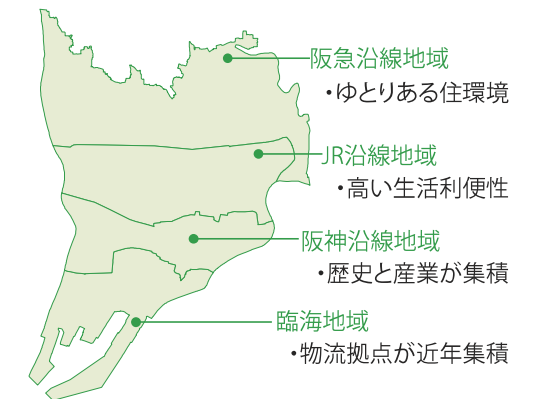 阪急沿線地域
・ゆとりある住環境
JR沿線地域
・高い生活利便性
阪神沿線地域
・歴史と産業が集積
臨海地域
・物流拠点が近年集積